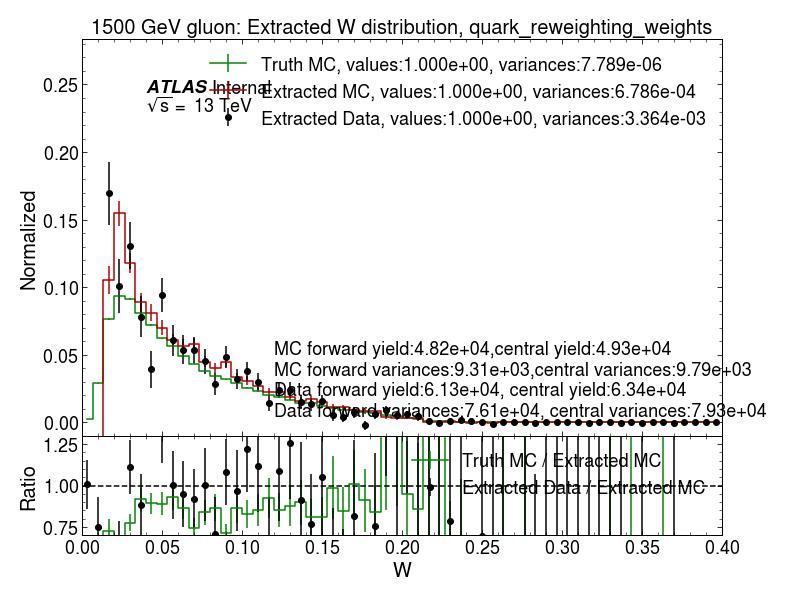 1500 GeV gluon: Extracted W distribution, quark_reweighting_weights
Truth MC, values:1.000e+00, variances:7.789e-06
ATLAS Internal
Extracted MC, values:1.000e+00, variances:6.786e-04
√s = 13 TeV
Extracted Data, values:1.000e+00, variances:3.364e-03
Normalized
0.25
0.20
0.15
0.10
0.05
0.00
MC forward yield:4.82e+04,central yield:4.93e+04
MC forward variances:9.31e+03,central variances:9.79e+03
Data forward yield:6.13e+04, central yield:6.34e+04
Data forward variances:7.61e+04, central variances:7.93e+04
Ratio
1.25
1.00
0.75
Truth MC / Extracted MC
Extracted Data / Extracted MC
0.00 0.05 0.10 0.15 0.20 0.25 0.30 0.35 0.40
W